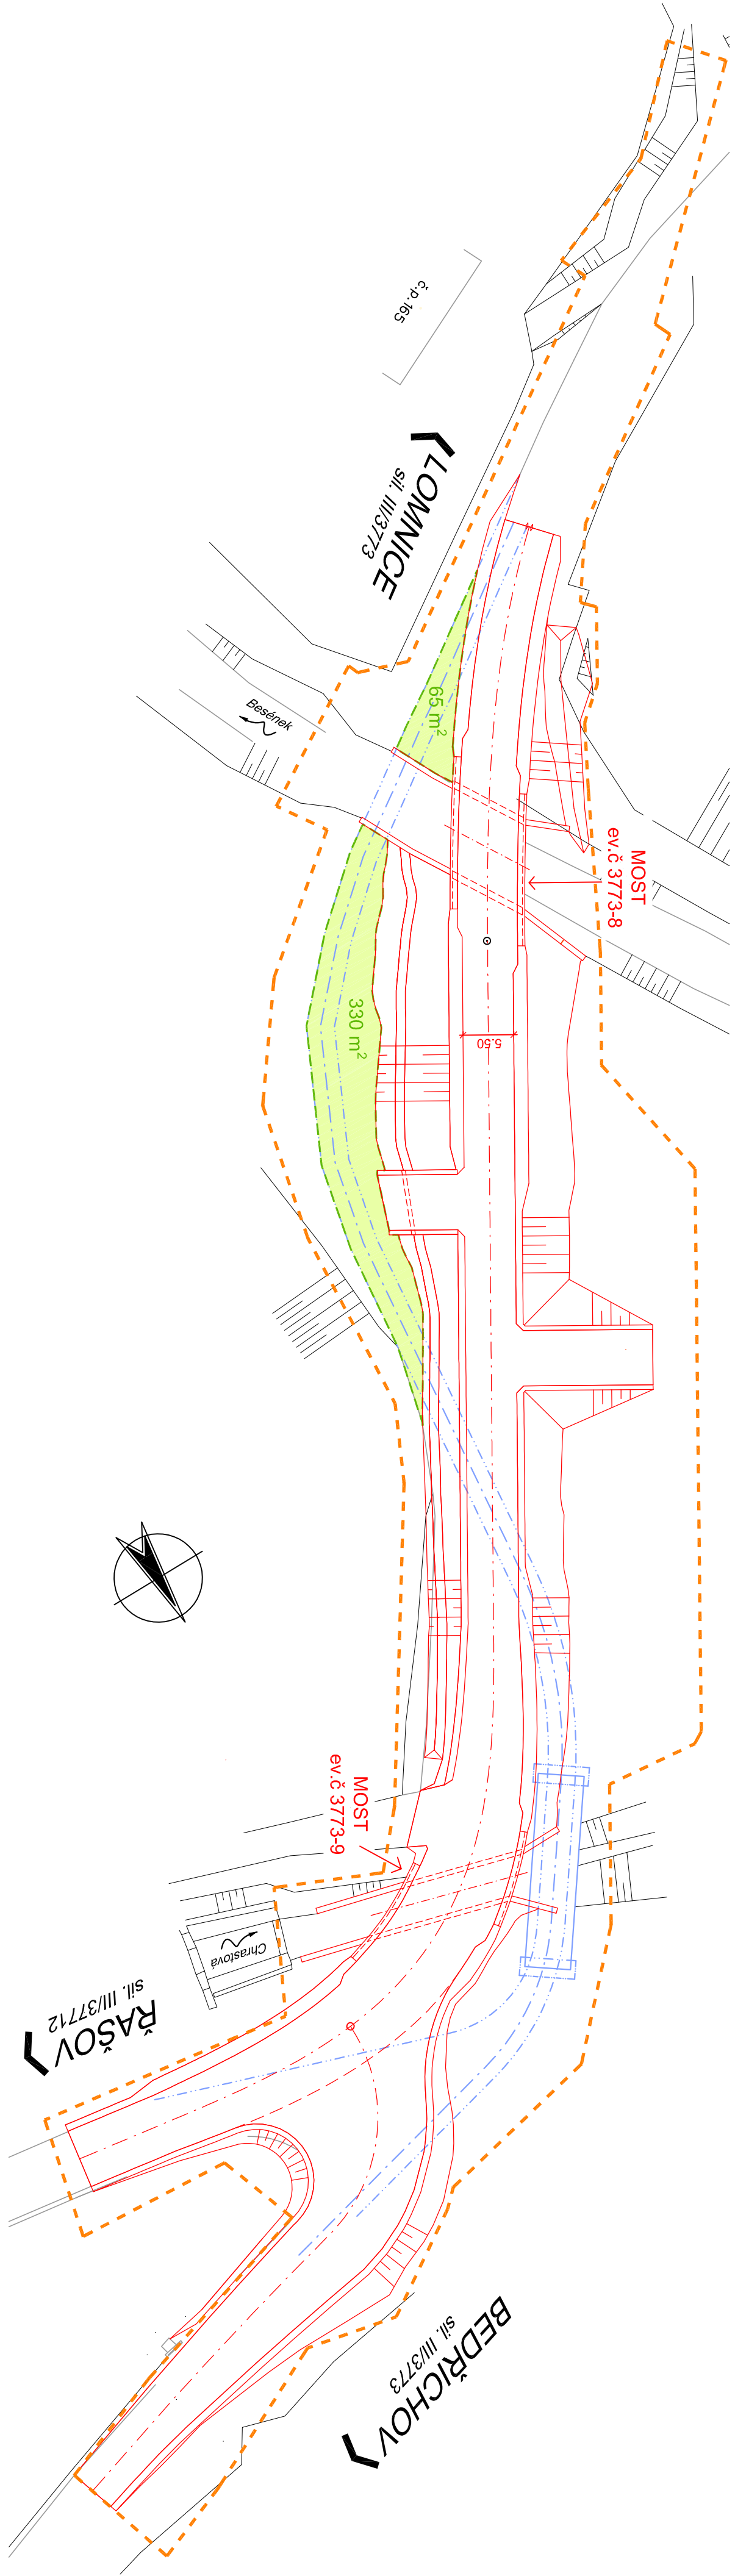 č.p.165
LOMNICE
sil. III/3773
Besének
65 m²
MOST
ev.č 3773-8
330 m²
5.50
MOST
ev.č 3773-9
Chrastová
ŘAŠOV
sil. III/37712
BEDŘICHOV
sil. III/3773